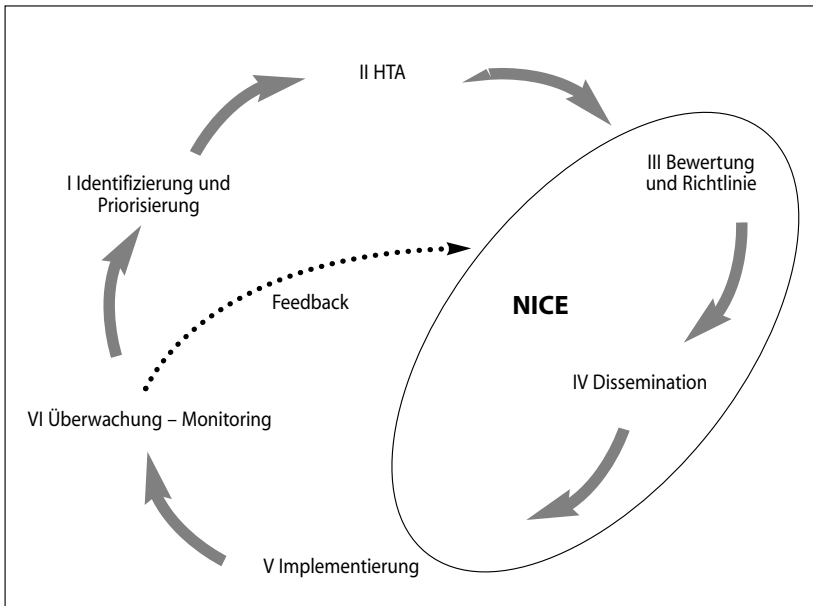 II HTA
III Bewertung
und Richtlinie
I Identifizierung und
Priorisierung
Feedback
NICE
IV Dissemination
VI Überwachung – Monitoring
V Implementierung